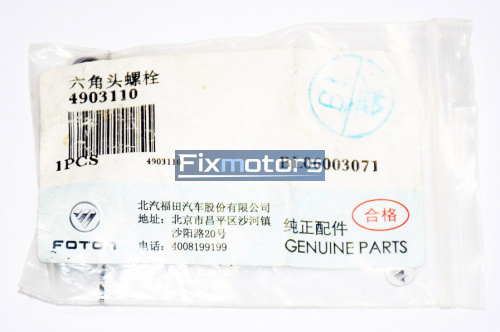 六角头螺栓
4903110
1PCS
4903110
BL06003071
Fixmotors
北汽福田汽车股份有限公司
地址：北京市昌平区沙河镇
沙阳路20号
电话：4008199199
FOTON
合格
纯正配件
GENUINE PARTS